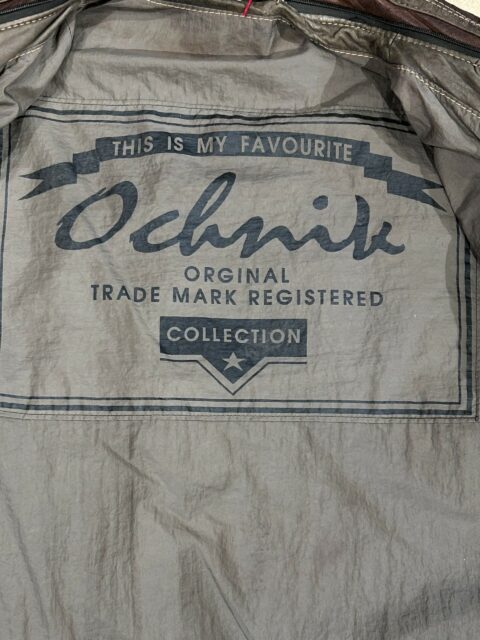 THIS IS MY FAVOURITE
Ochnik
ORGINAL
TRADE MARK REGISTERED
COLLECTION